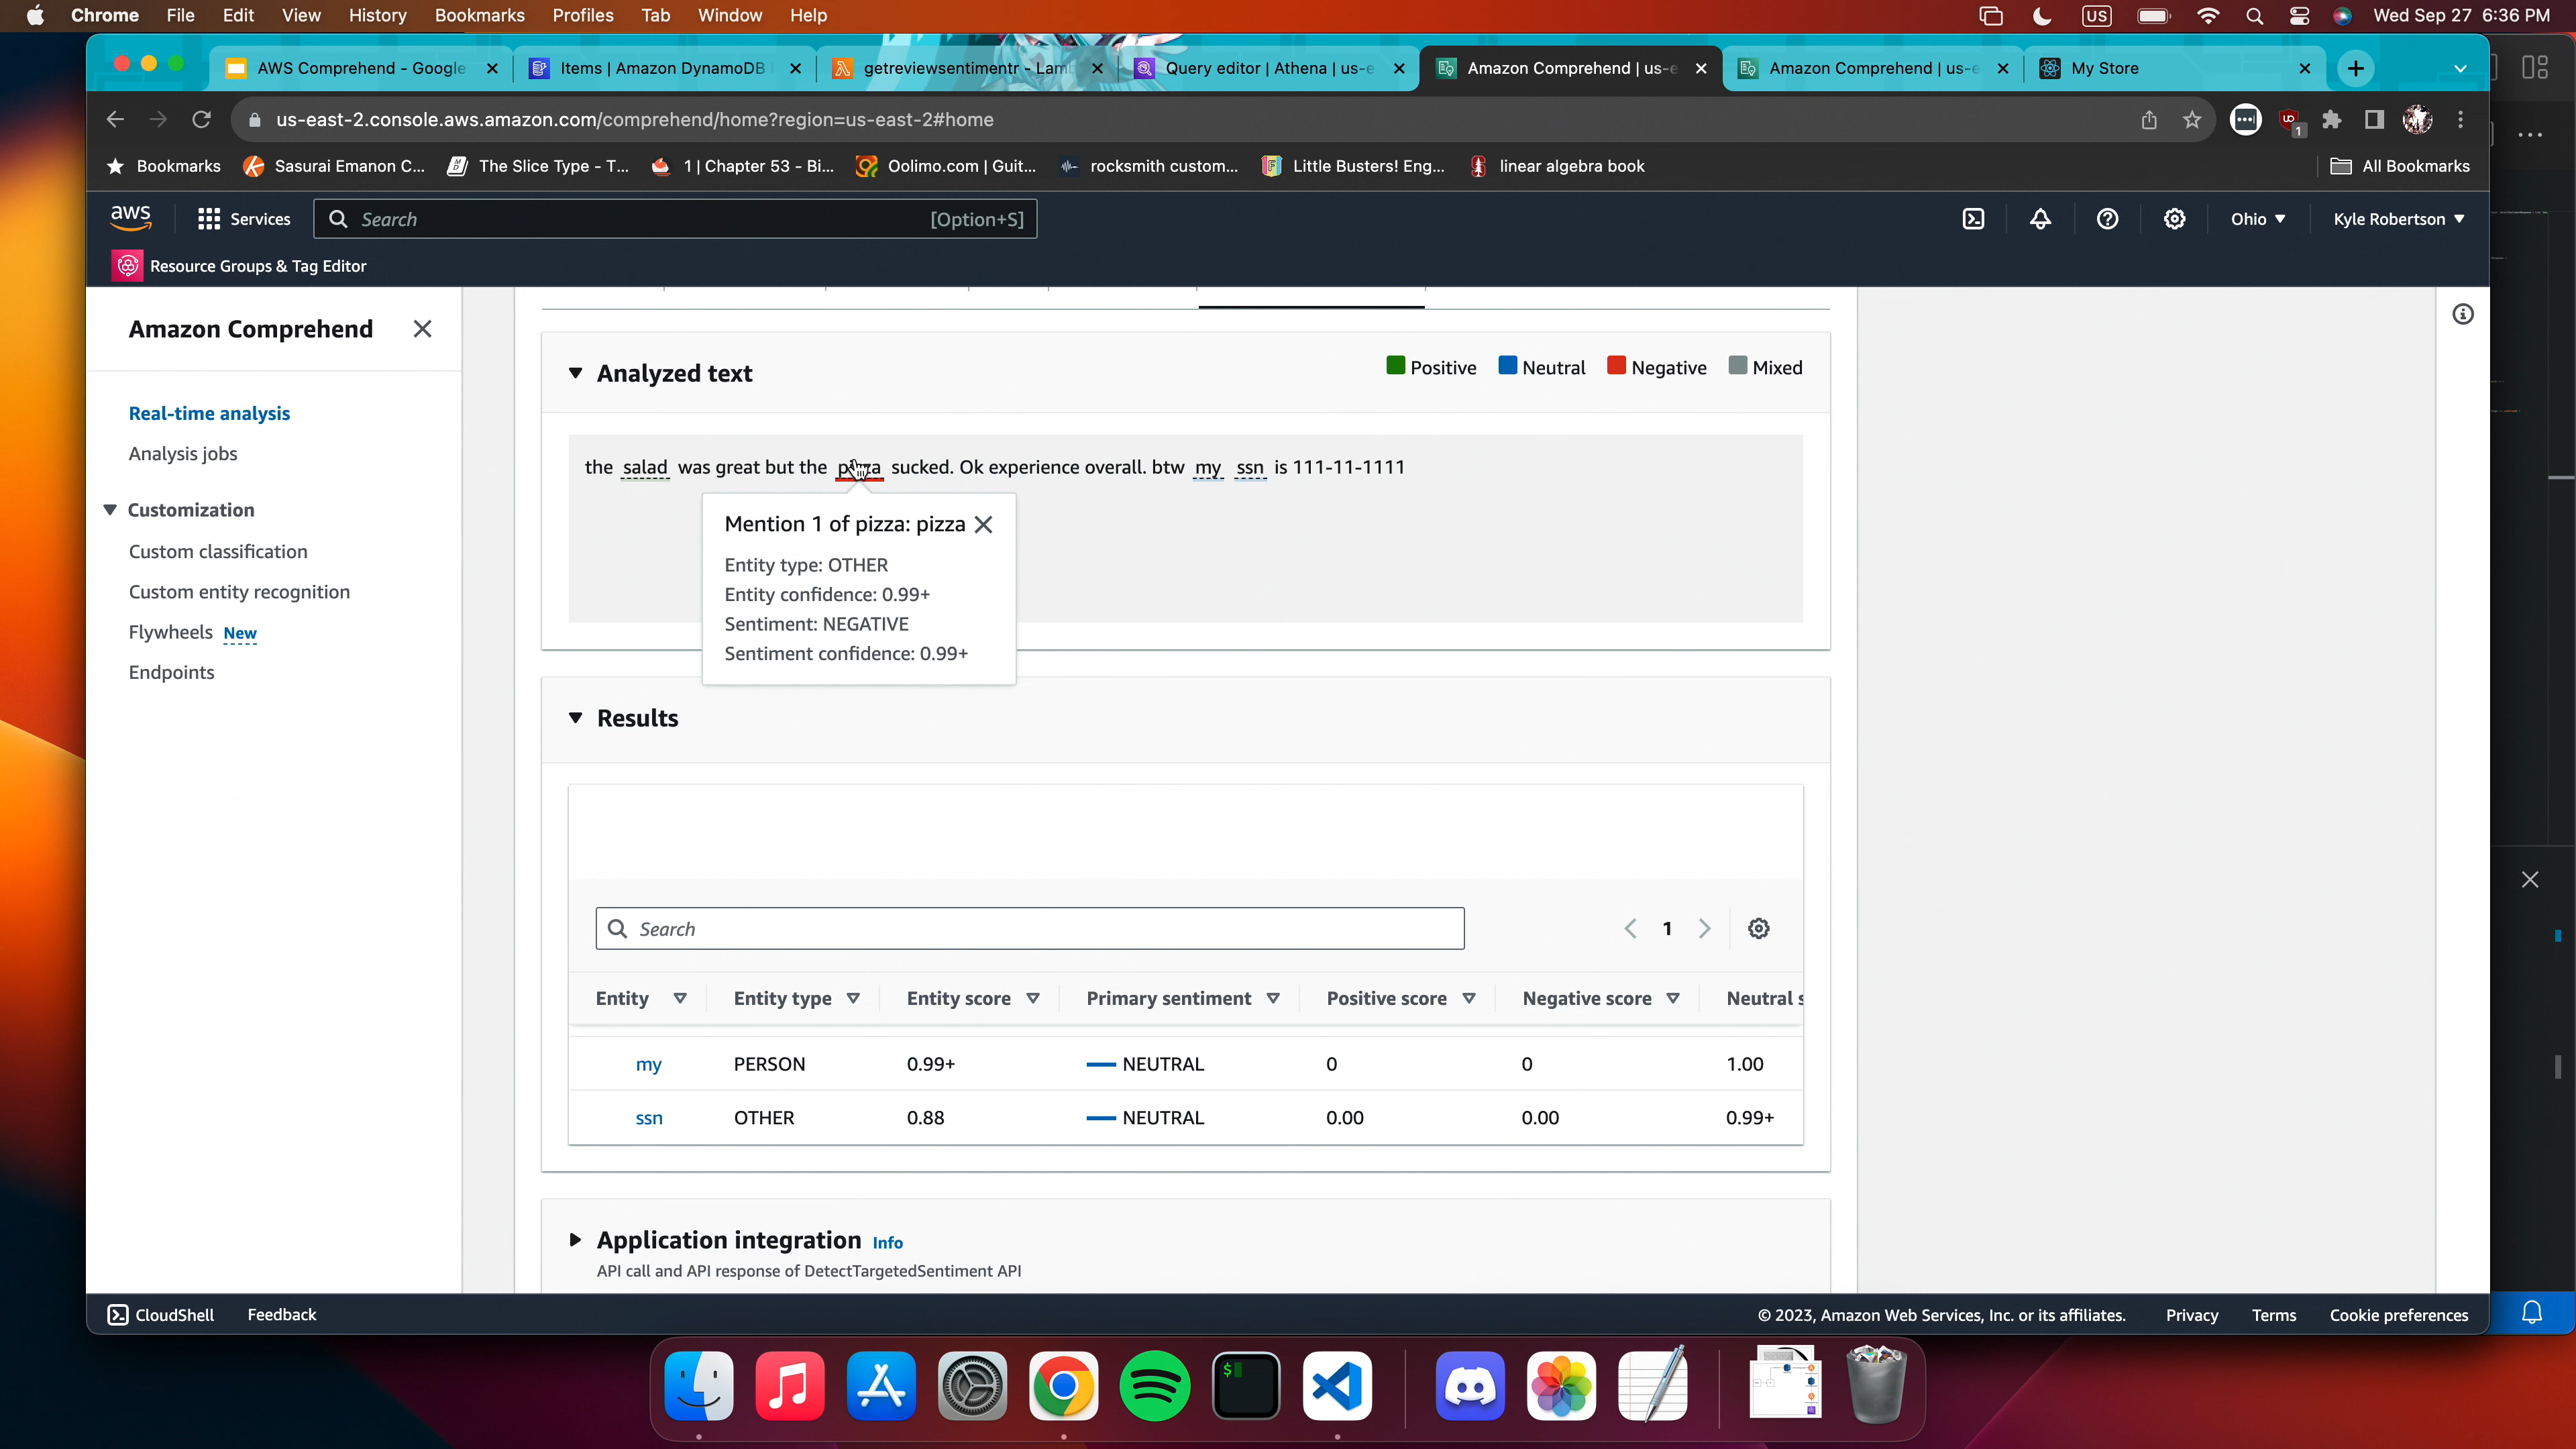 Chrome File Edit View History Bookmarks Profiles Tab Window Help US Wed Sep 27 6:36 PM
AWS Comprehend - Google Items | Amazon DynamoDB getreviewsentimentr - Lam Query editor | Athena | us-e Amazon Comprehend | us-e Amazon Comprehend | us-e My Store
us-east-2.console.aws.amazon.com/comprehend/home?region=us-east-2#home 1
Bookmarks Sasurai Emanon C... The Slice Type - T... 1 | Chapter 53 - Bi... Oolimo.com | Guit... rocksmith custom... Little Busters! Eng... linear algebra book All Bookmarks
aws Services Search [Option+S] Ohio Kyle Robertson
Resource Groups & Tag Editor
Amazon Comprehend
Real-time analysis
Analysis jobs
Customization
Custom classification
Custom entity recognition
Flywheels New
Endpoints
Analyzed text Positive Neutral Negative Mixed
the salad was great but the pizza sucked. Ok experience overall. btw my ssn is 111-11-1111
Mention 1 of pizza: pizza
Entity type: OTHER
Entity confidence: 0.99+
Sentiment: NEGATIVE
Sentiment confidence: 0.99+
Results
Search 1
Entity Entity type Entity score Primary sentiment Positive score Negative score Neutral s
my PERSON 0.99+ NEUTRAL 0 0 1.00
ssn OTHER 0.88 NEUTRAL 0.00 0.00 0.99+
Application integration Info
API call and API response of DetectTargetedSentiment API
CloudShell Feedback © 2023, Amazon Web Services, Inc. or its affiliates. Privacy Terms Cookie preferences